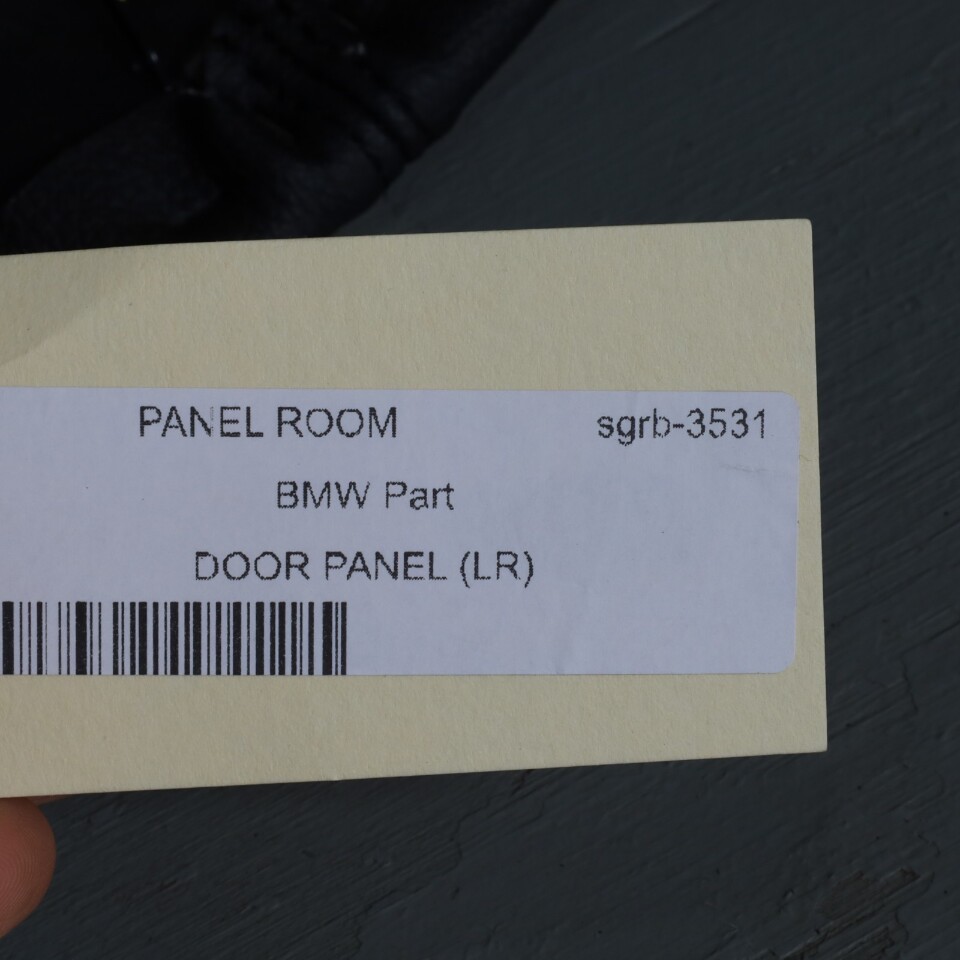 PANEL ROOM sgrb-3531
BMW Part
DOOR PANEL (LR)